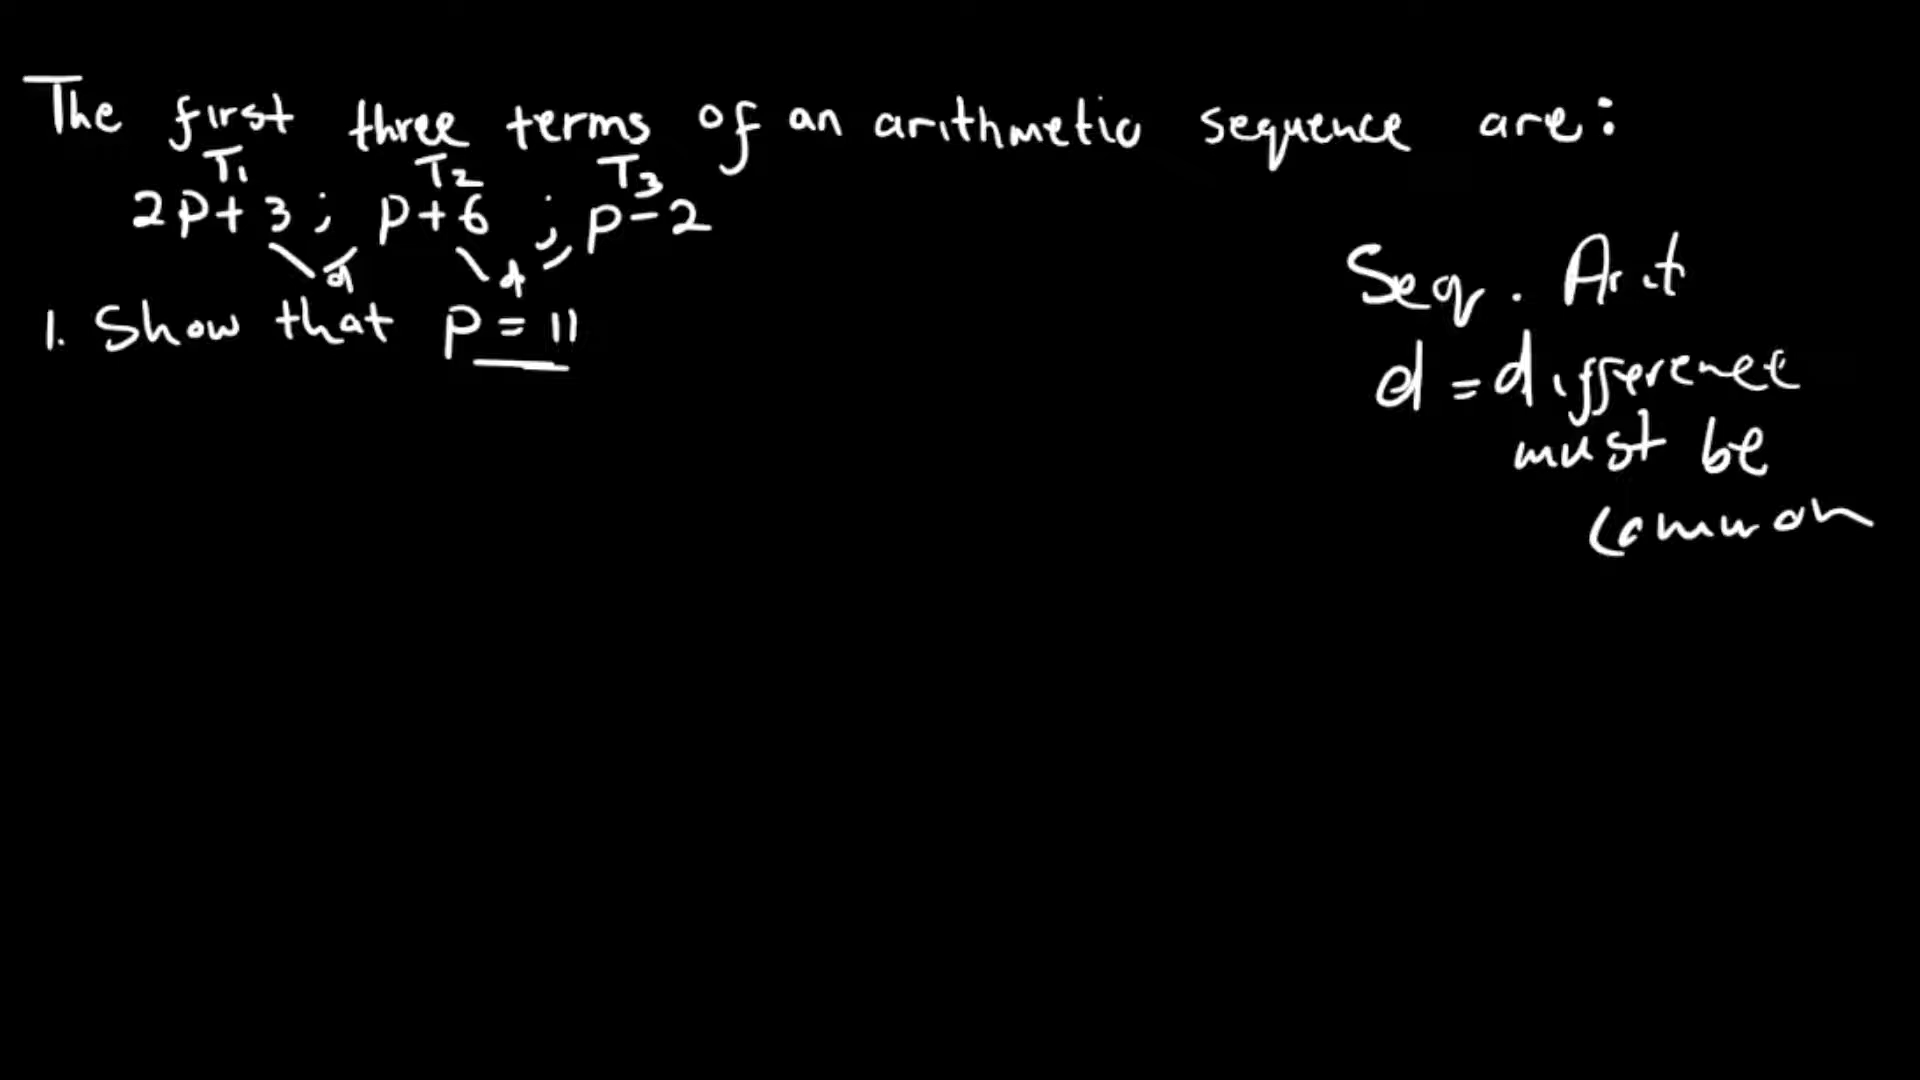 The first three terms of an arithmetic sequence are:
T1 T2 T3
2p+3 ; p+6 ; p-2
d d
1. Show that p = 11
Seq. Arit
d = difference
must be
common